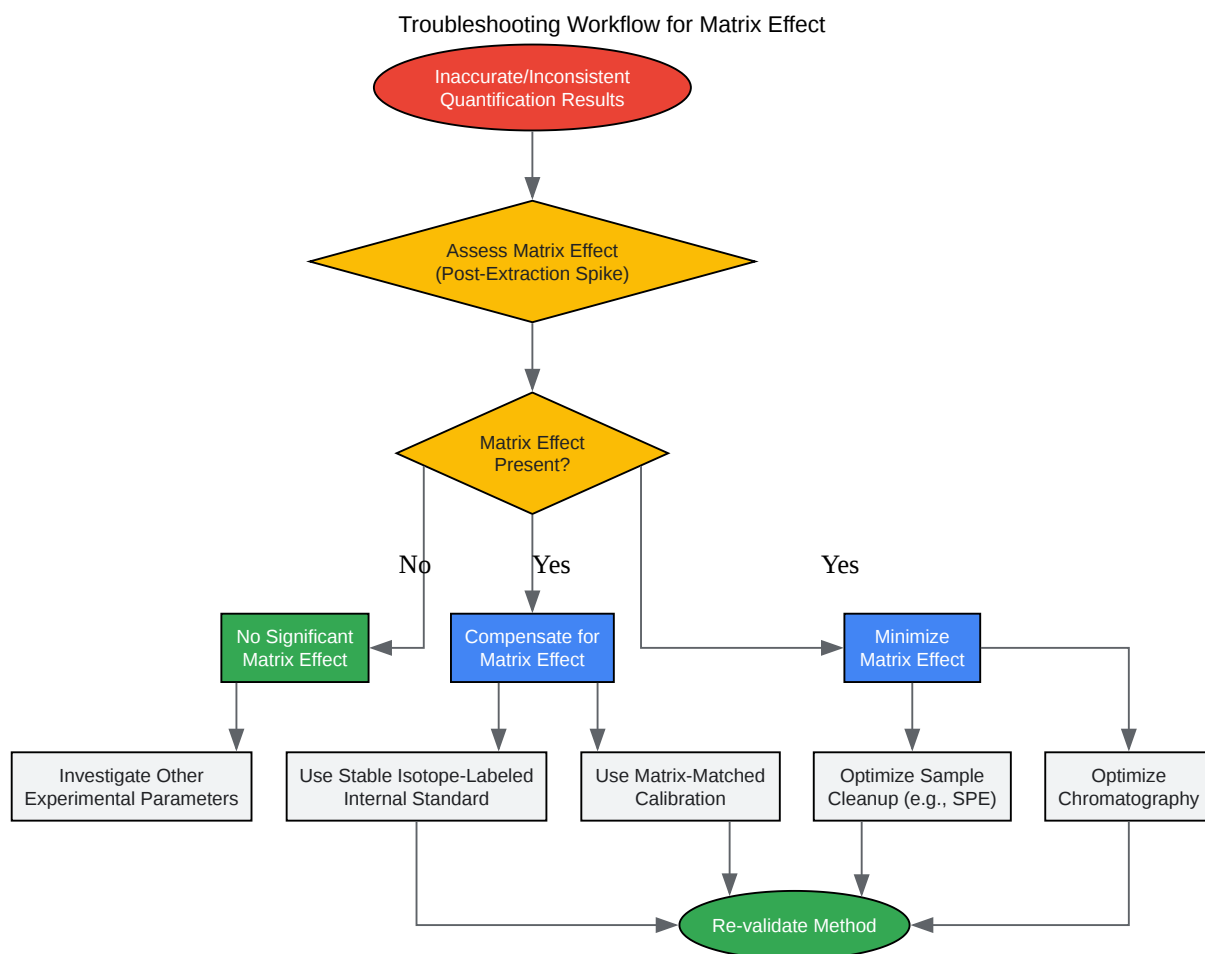 Troubleshooting Workflow for Matrix Effect
Inaccurate/Inconsistent
Quantification Results
Assess Matrix Effect
(Post-Extraction Spike)
Matrix Effect
Present?
No
Yes
Yes
No Significant
Matrix Effect
Compensate for
Matrix Effect
Minimize
Matrix Effect
Investigate Other
Experimental Parameters
Use Stable Isotope-Labeled
Internal Standard
Use Matrix-Matched
Calibration
Optimize Sample
Cleanup (e.g., SPE)
Optimize
Chromatography
Re-validate Method